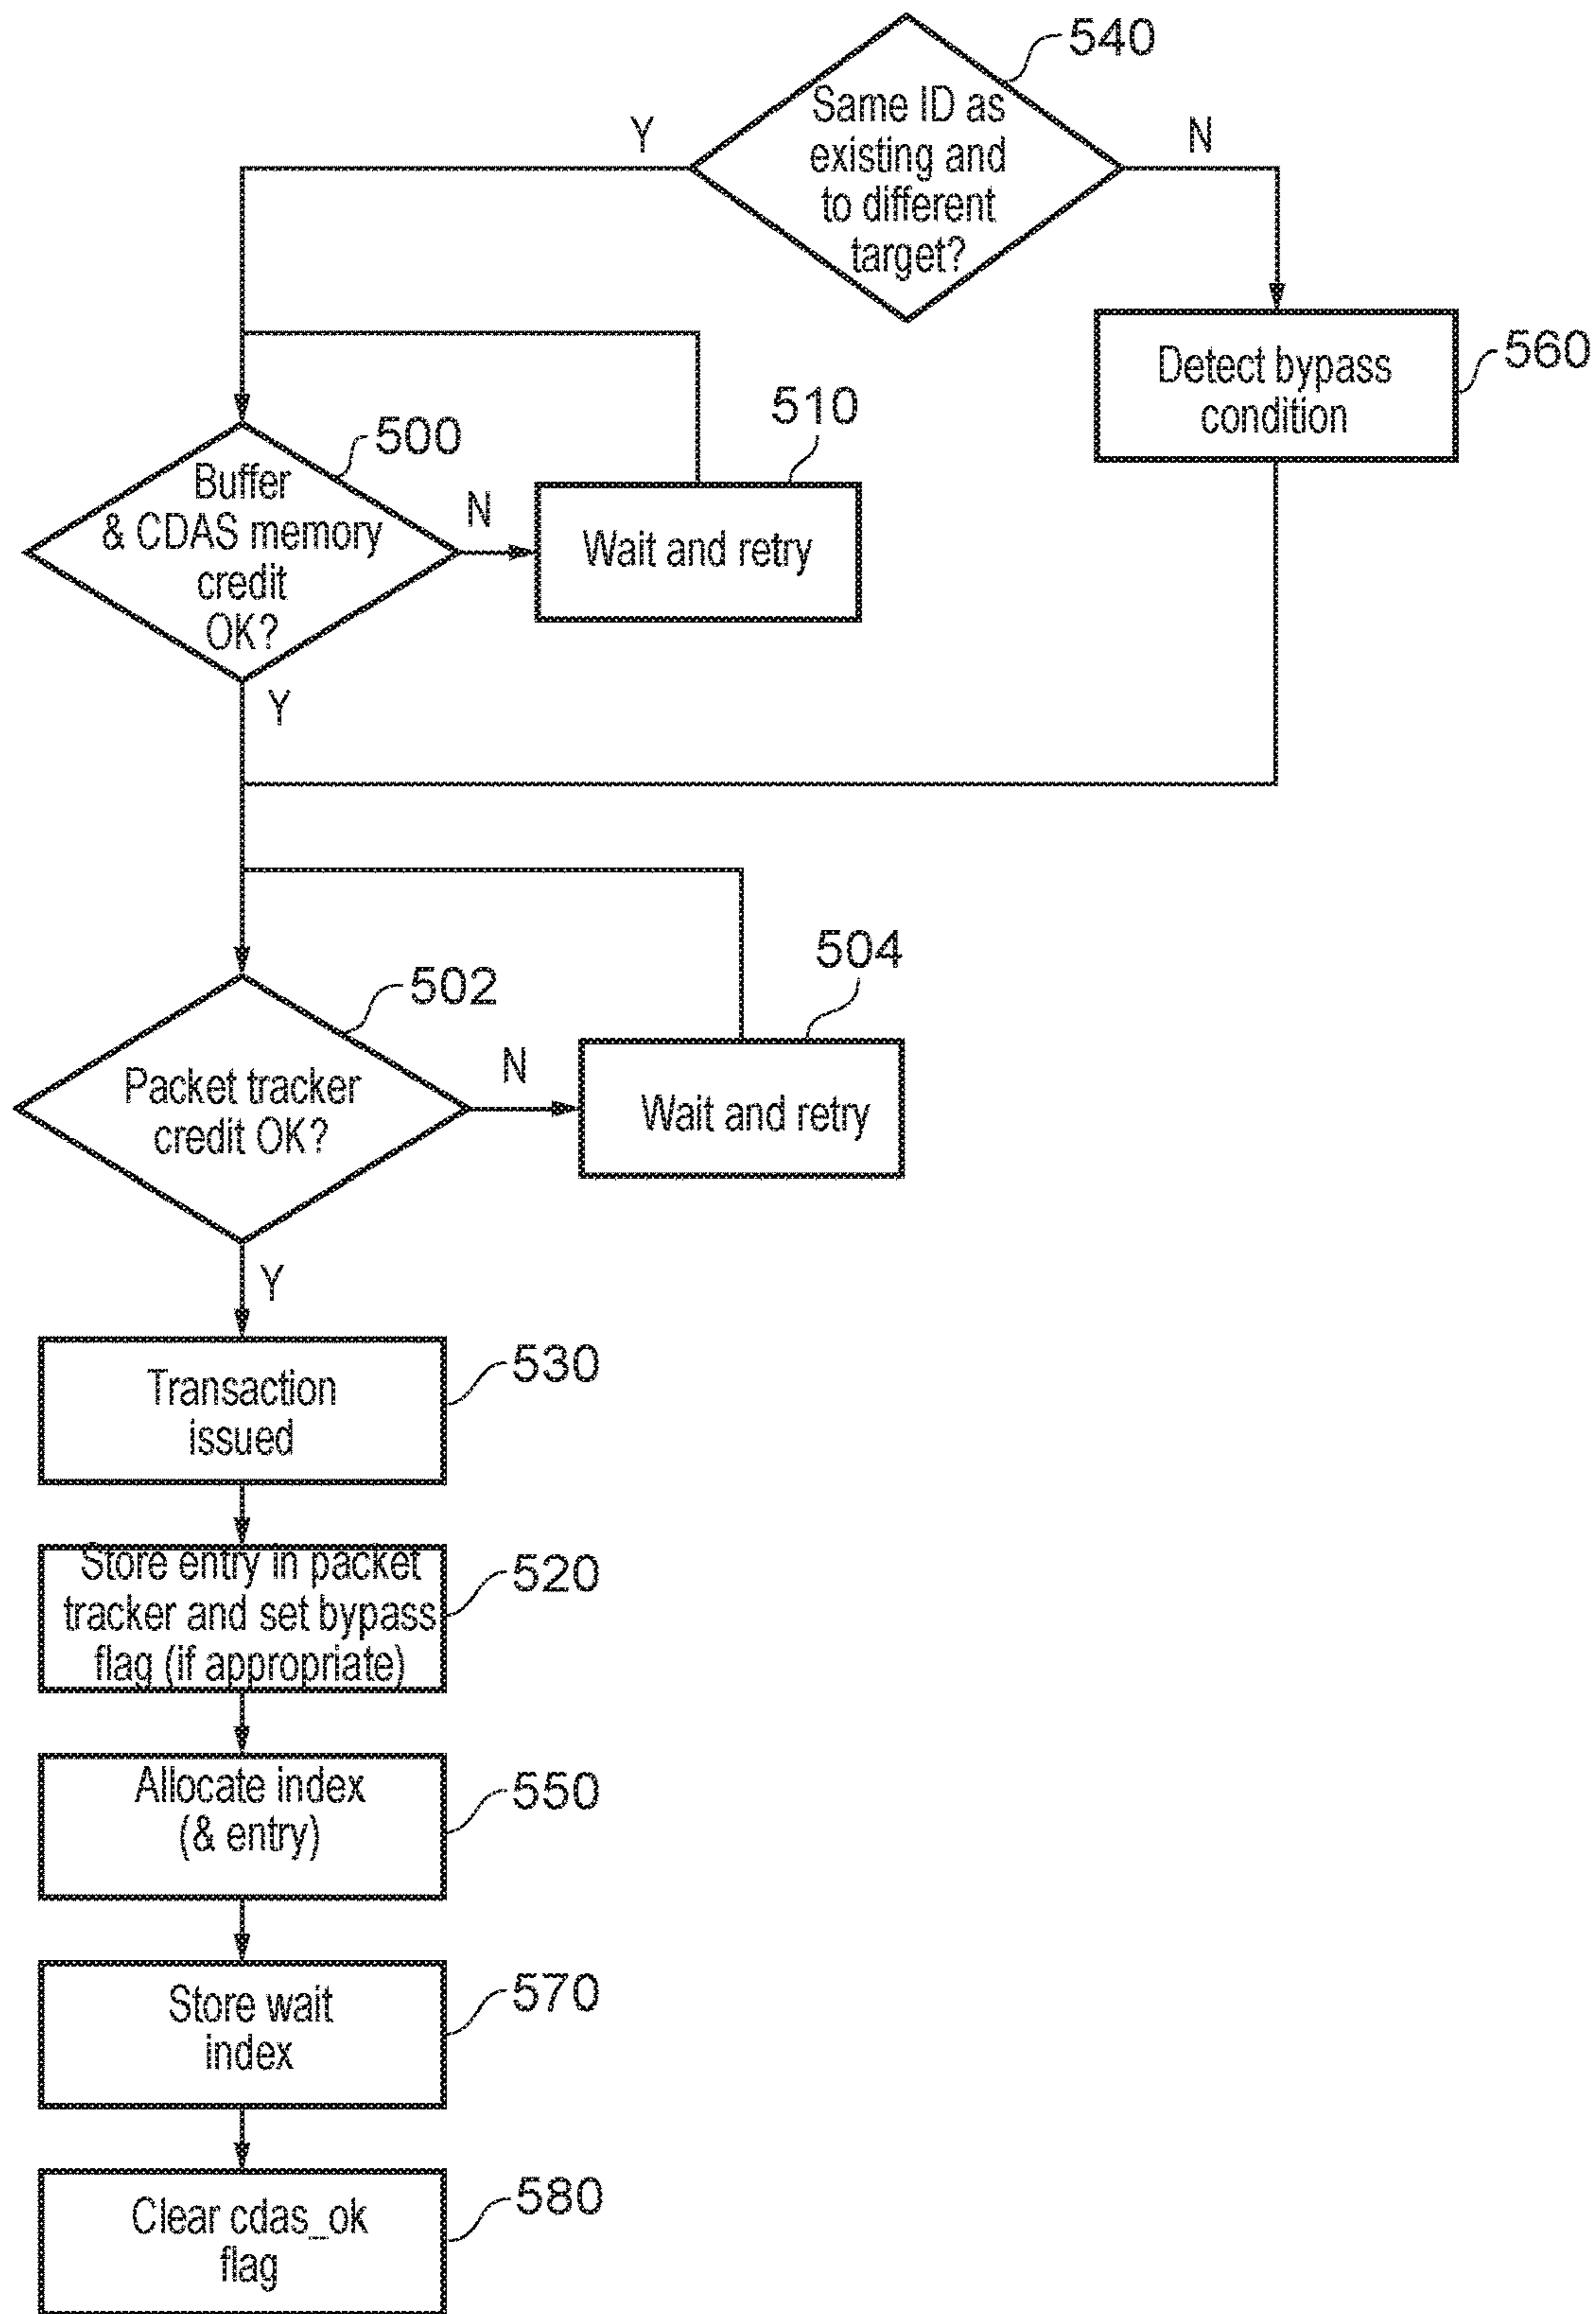 540
Same ID as
existing and
to different
target?
Y
N
560
Detect bypass
condition
500
Buffer
& CDAS memory
credit
OK?
N
510
Wait and retry
Y
502
Packet tracker
credit OK?
N
504
Wait and retry
Y
530
Transaction
issued
520
Store entry in packet
tracker and set bypass
flag (if appropriate)
550
Allocate index
(& entry)
570
Store wait
index
580
Clear cdas_ok
flag